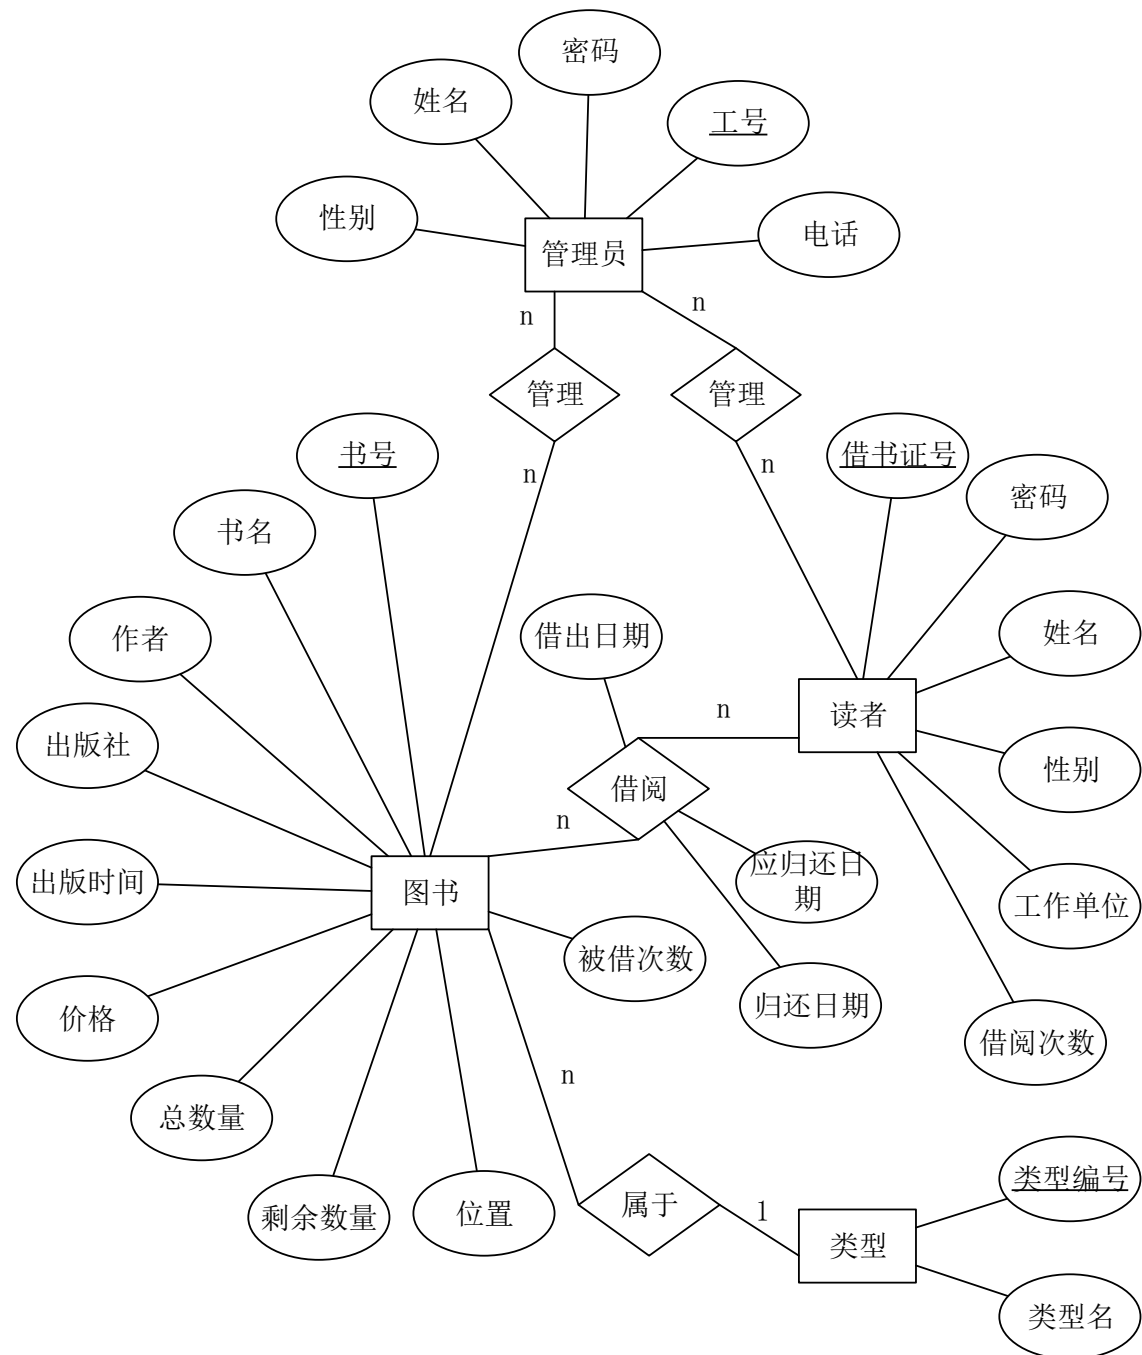 密码
姓名
工号
性别
电话
管理员
n
n
管理
管理
书号
借书证号
n
n
密码
书名
借出日期
姓名
作者
n
读者
出版社
性别
借阅
n
应归还日
期
出版时间
图书
工作单位
被借次数
归还日期
价格
借阅次数
n
总数量
类型编号
剩余数量
位置
属于
1
类型
类型名